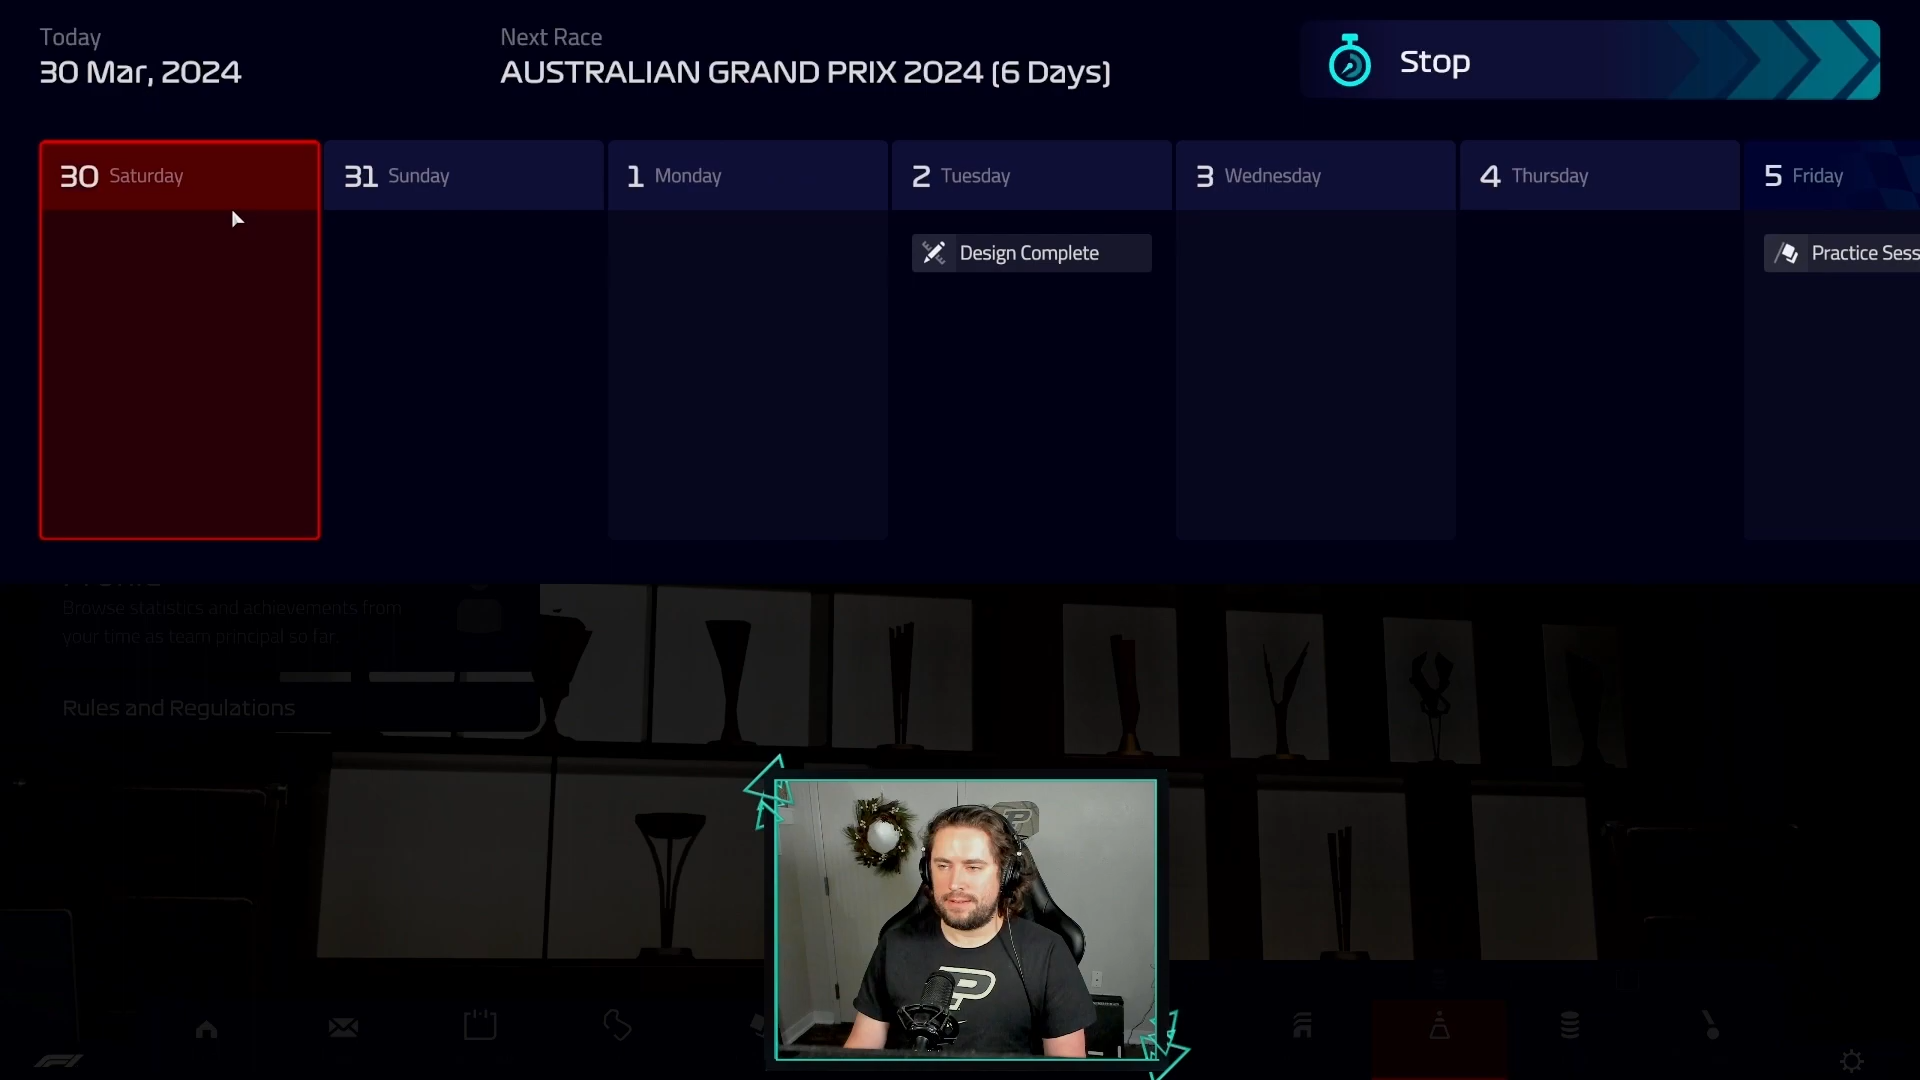 Today
30 Mar, 2024
Next Race
AUSTRALIAN GRAND PRIX 2024 (6 Days)
Stop
30 Saturday
31 Sunday
1 Monday
2 Tuesday
3 Wednesday
4 Thursday
5 Friday
Design Complete
Practice Sess
Browse statistics and achievements from
your time as team principal so far.
Rules and Regulations
P
P